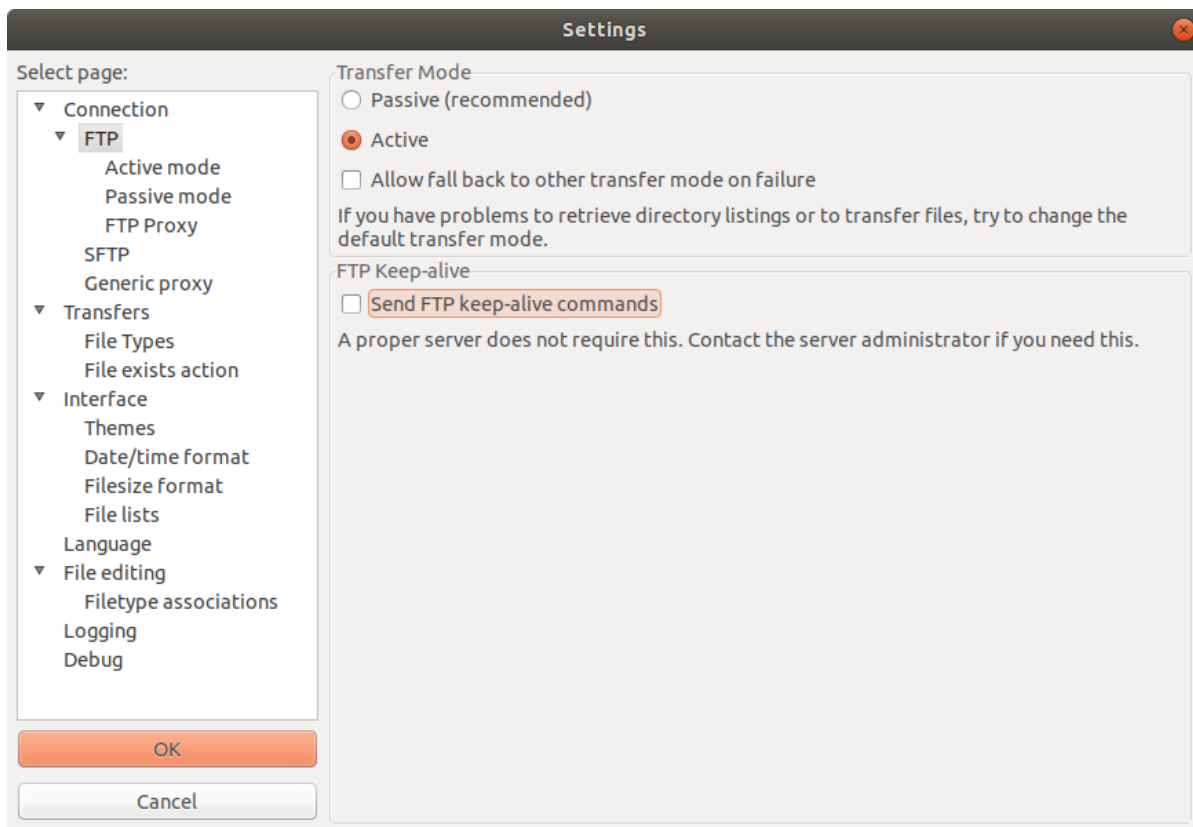 Settings
Select page:
Connection
FTP
Active mode
Passive mode
FTP Proxy
SFTP
Generic proxy
Transfers
File Types
File exists action
Interface
Themes
Date/time format
Filesize format
File lists
Language
File editing
Filetype associations
Logging
Debug
OK
Cancel
Transfer Mode
Passive (recommended)
Active
Allow fall back to other transfer mode on failure
If you have problems to retrieve directory listings or to transfer files, try to change the
default transfer mode.
FTP Keep-alive
Send FTP keep-alive commands
A proper server does not require this. Contact the server administrator if you need this.